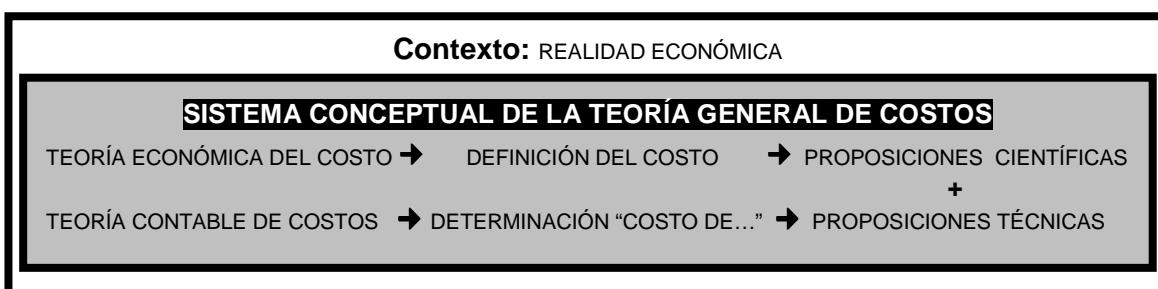 Contexto: REALIDAD ECONÓMICA
SISTEMA CONCEPTUAL DE LA TEORÍA GENERAL DE COSTOS
TEORÍA ECONÓMICA DEL COSTO → DEFINICIÓN DEL COSTO → PROPOSICIONES CIENTÍFICAS
+
TEORÍA CONTABLE DE COSTOS → DETERMINACIÓN “COSTO DE…” → PROPOSICIONES TÉCNICAS